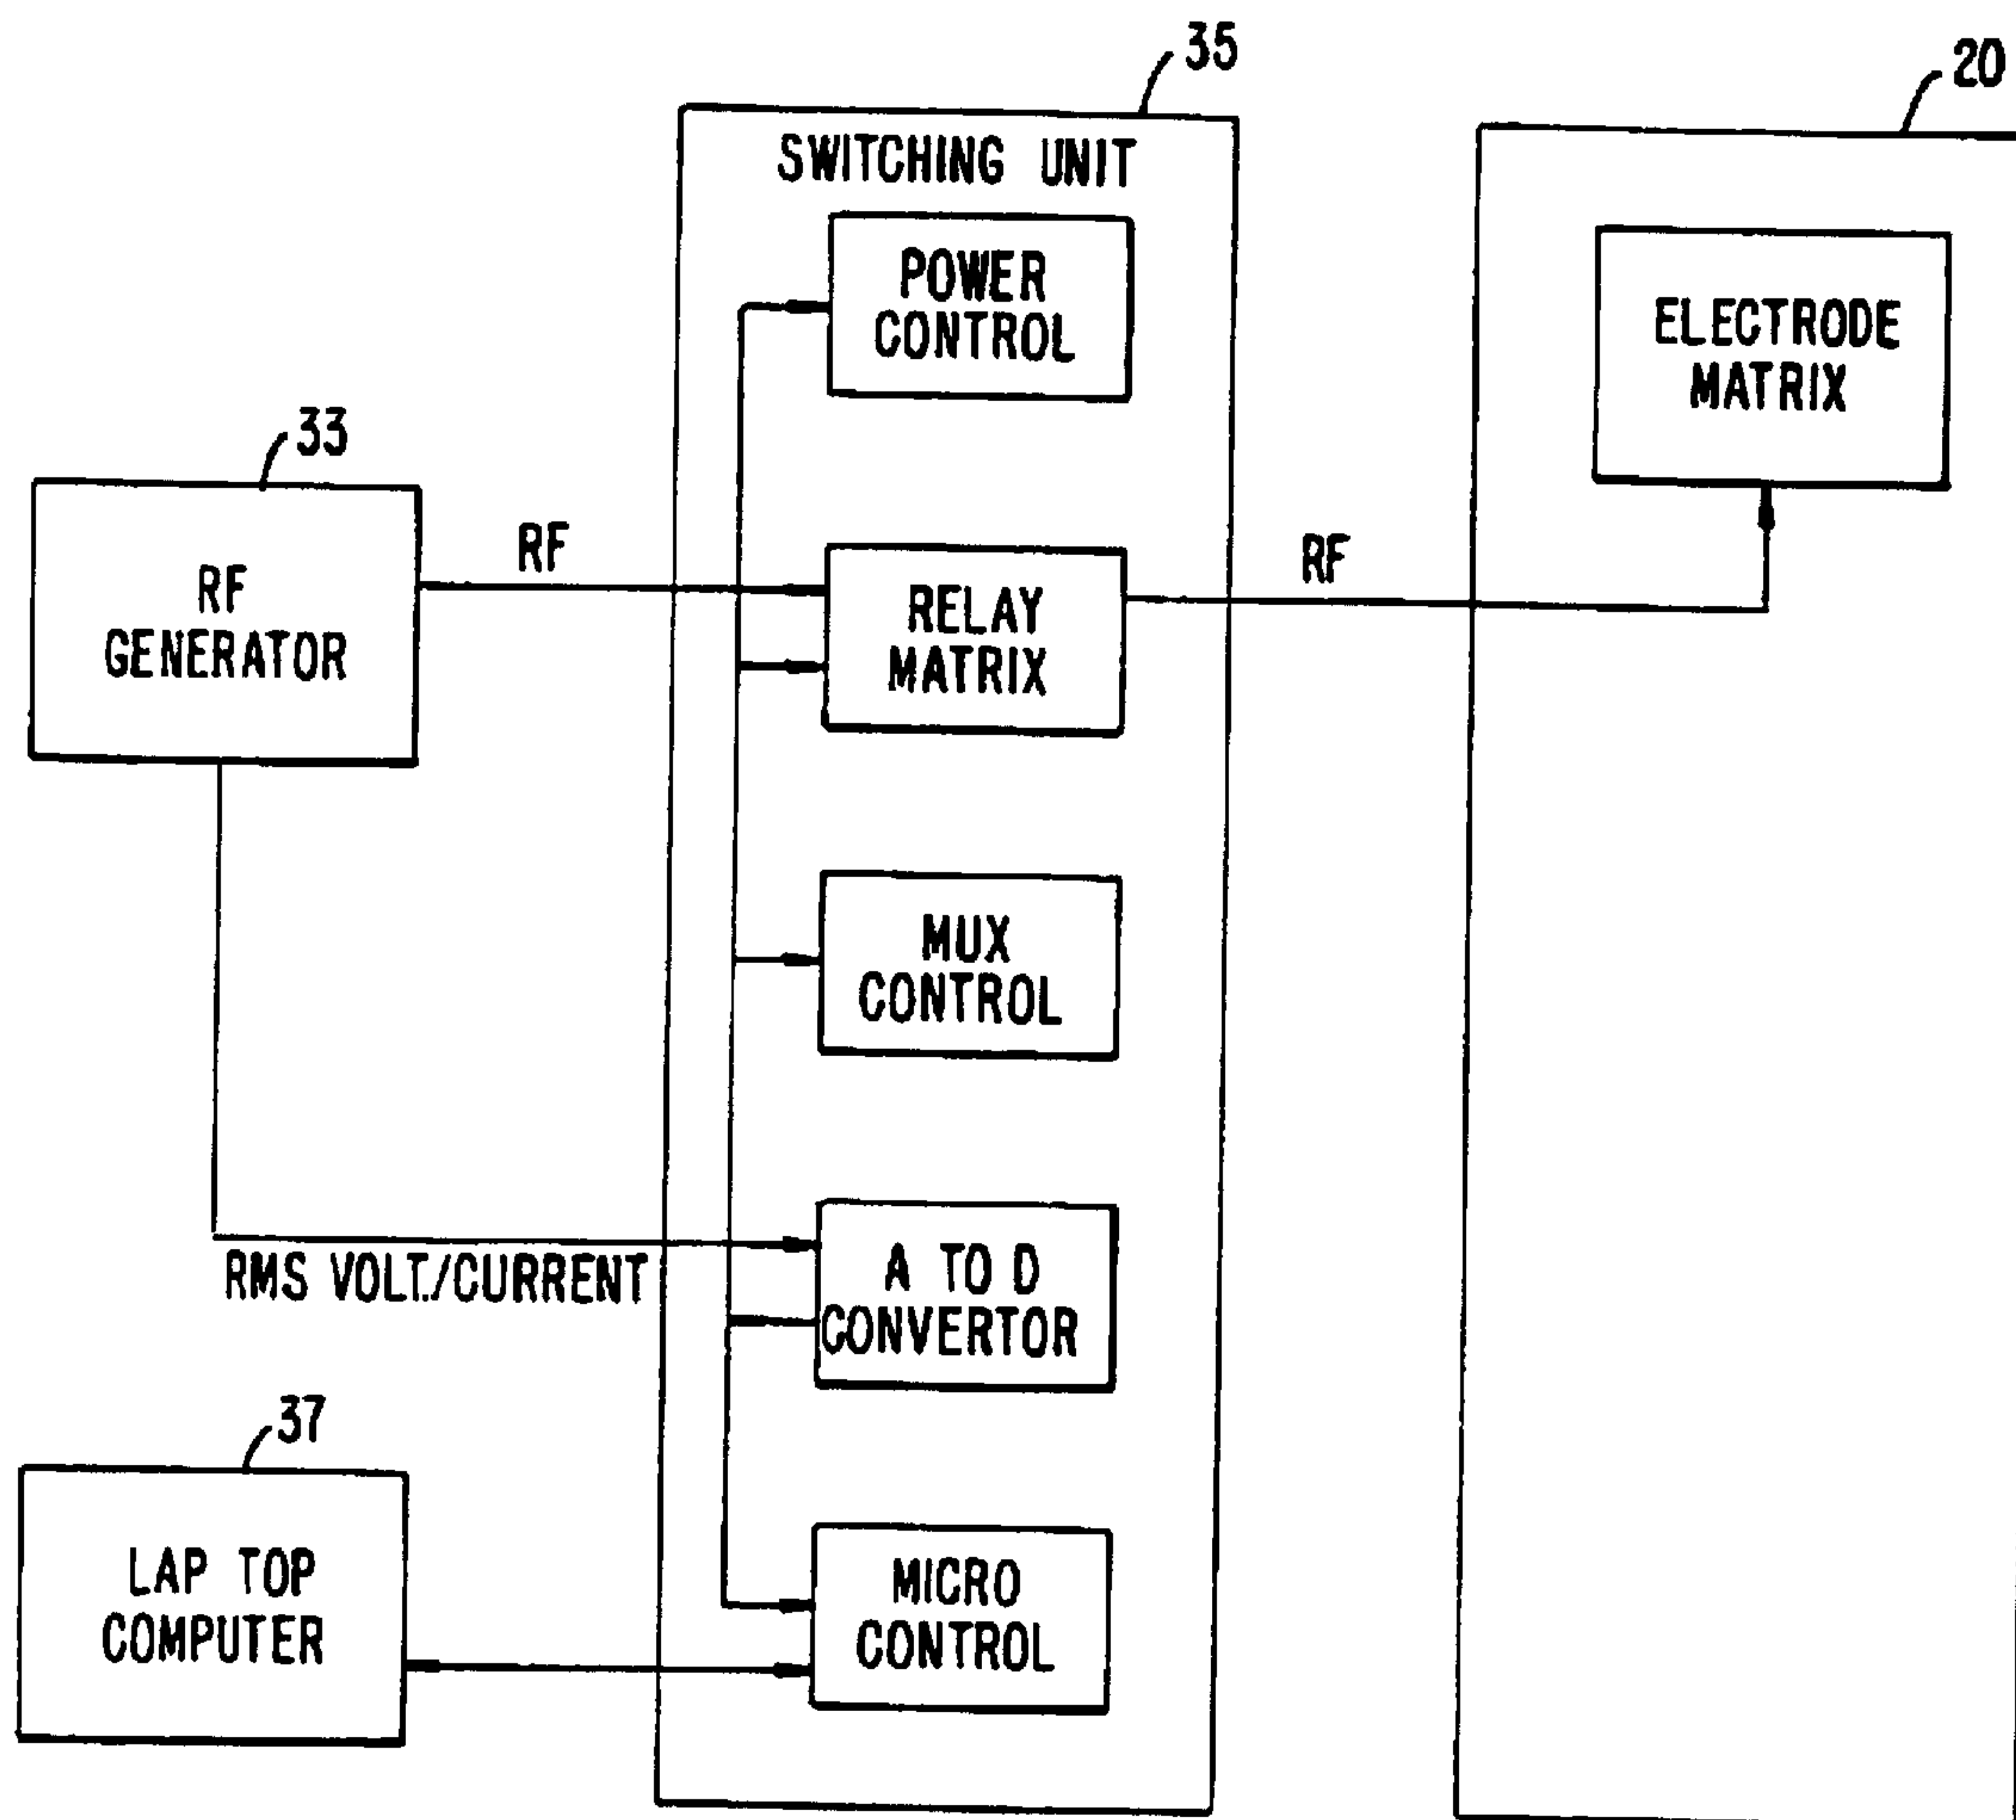 35
20
SWITCHING UNIT
POWER
CONTROL
ELECTRODE
MATRIX
33
RF
RF
RF
GENERATOR
RELAY
MATRIX
MUX
CONTROL
RMS VOLT./CURRENT
A TO D
CONVERTOR
37
LAP TOP
COMPUTER
MICRO
CONTROL